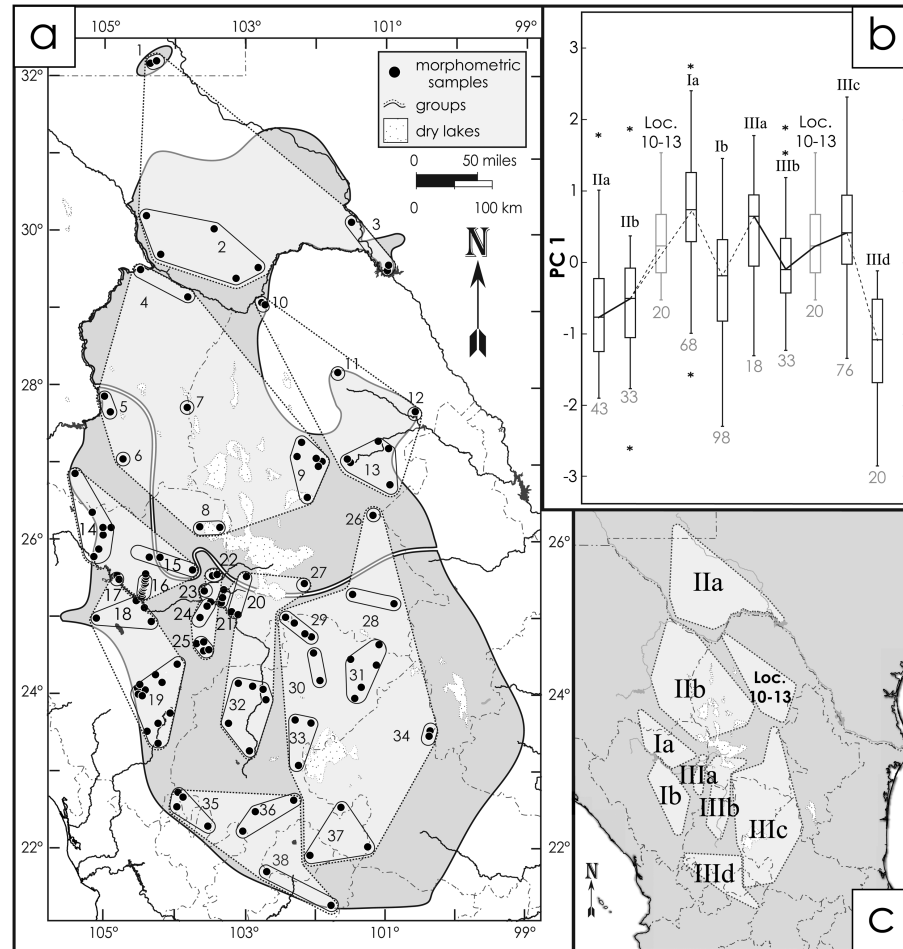 a
105°
103°
101°
99°
32°
30°
28°
26°
24°
22°
morphometric
samples
groups
dry lakes
0 50 miles
0 100 km
N
1
2
3
4
5
6
7
8
9
10
11
12
13
14
15
16
17
18
19
20
21
22
23
24
25
26
27
28
29
30
31
32
33
34
35
36
37
38
105°
103°
101°
99°
b
PC 1
3
2
1
0
-1
-2
-3
IIa
IIb
Loc.
10-13
Ia
Ib
IIIa
IIIb
Loc.
10-13
IIIc
IIId
43
33
20
68
98
18
33
20
76
20
*
*
*
*
*
*
*
c
IIa
IIb
Loc.
10-13
Ia
Ib
IIIa
IIIb
IIIc
IIId
N